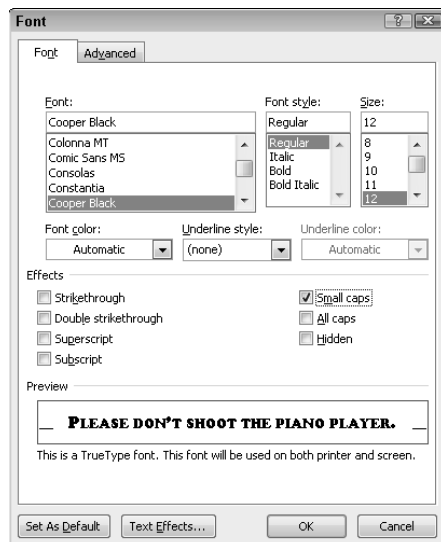 Font
Font Advanced
Font: Font style: Size:
Cooper Black Regular 12
Colonna MT Regular 8
Comic Sans MS Italic 9
Consolas Bold 10
Constantia Bold Italic 11
Cooper Black 12
Font color: Underline style: Underline color:
Automatic (none) Automatic
Effects
Strikethrough Small caps
Double strikethrough All caps
Superscript Hidden
Subscript
Preview
PLEASE DON'T SHOOT THE PIANO PLAYER.
This is a TrueType font. This font will be used on both printer and screen.
Set As Default Text Effects... OK Cancel